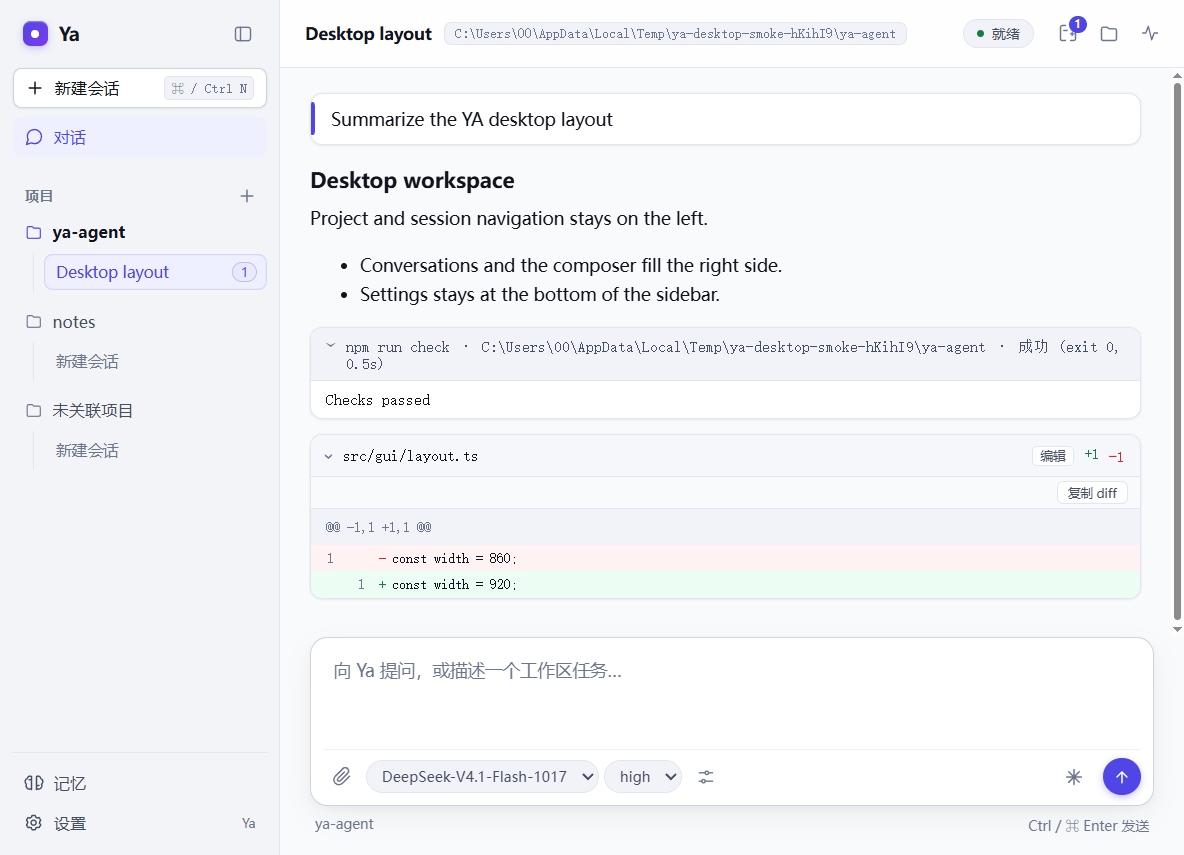 Ya
新建会话 ⌘ / Ctrl N
对话
项目
ya-agent
Desktop layout 1
notes
新建会话
未关联项目
新建会话
记忆
设置 Ya
Desktop layout C:\Users\00\AppData\Local\Temp\ya-desktop-smoke-hKihI9\ya-agent 就绪 1
Summarize the YA desktop layout
Desktop workspace
Project and session navigation stays on the left.
• Conversations and the composer fill the right side.
• Settings stays at the bottom of the sidebar.
npm run check · C:\Users\00\AppData\Local\Temp\ya-desktop-smoke-hKihI9\ya-agent · 成功 (exit 0,
0.5s)
Checks passed
src/gui/layout.ts 编辑 +1 −1
复制 diff
@@ -1,1 +1,1 @@
1 - const width = 860;
1 + const width = 920;
向 Ya 提问，或描述一个工作区任务...
DeepSeek-V4.1-Flash-1017 high
ya-agent Ctrl / ⌘ Enter 发送